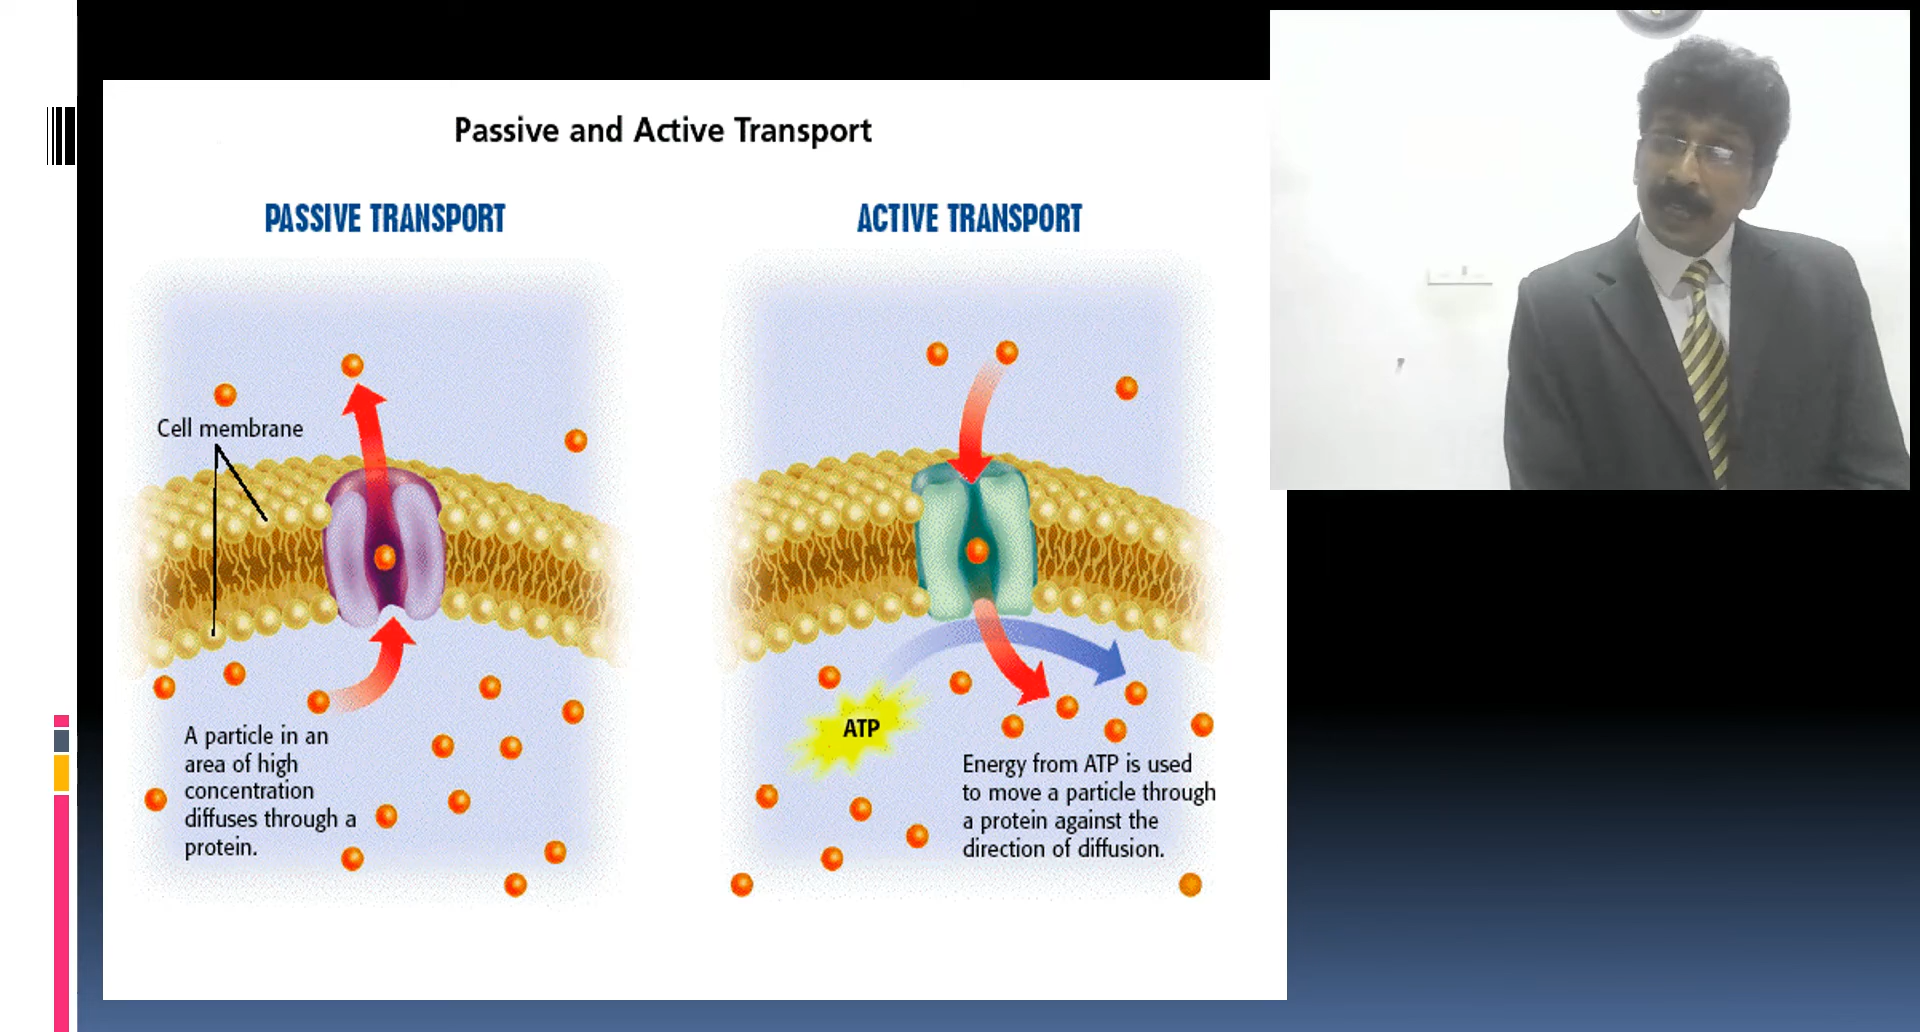 Passive and Active Transport
PASSIVE TRANSPORT
Cell membrane
A particle in an
area of high
concentration
diffuses through a
protein.
ACTIVE TRANSPORT
ATP
Energy from ATP is used
to move a particle through
a protein against the
direction of diffusion.